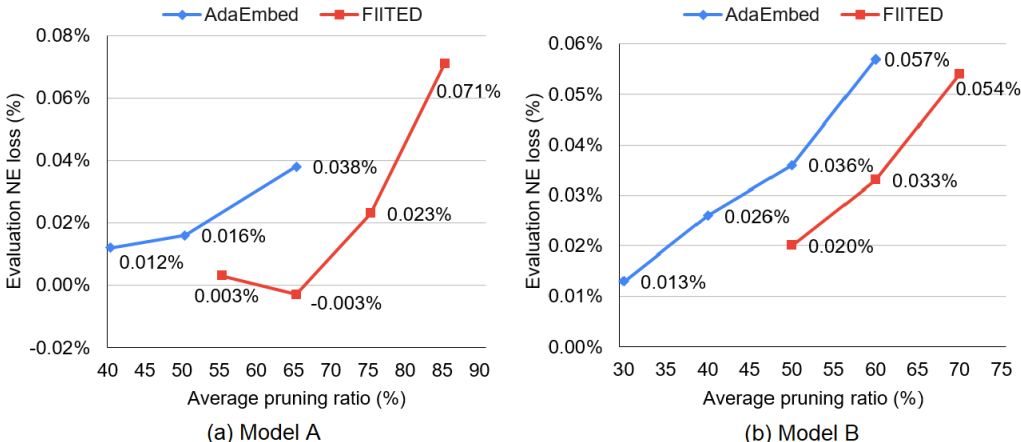 AdaEmbed FIITED
Evaluation NE loss (%)
0.08%
0.06%
0.04%
0.02%
0.00%
-0.02%
0.012%
0.016%
0.038%
0.003%
-0.003%
0.023%
0.071%
40 45 50 55 60 65 70 75 80 85 90
Average pruning ratio (%)
(a) Model A
AdaEmbed FIITED
Evaluation NE loss (%)
0.06%
0.05%
0.04%
0.03%
0.02%
0.01%
0.00%
0.013%
0.026%
0.036%
0.057%
0.020%
0.033%
0.054%
30 35 40 45 50 55 60 65 70 75
Average pruning ratio (%)
(b) Model B